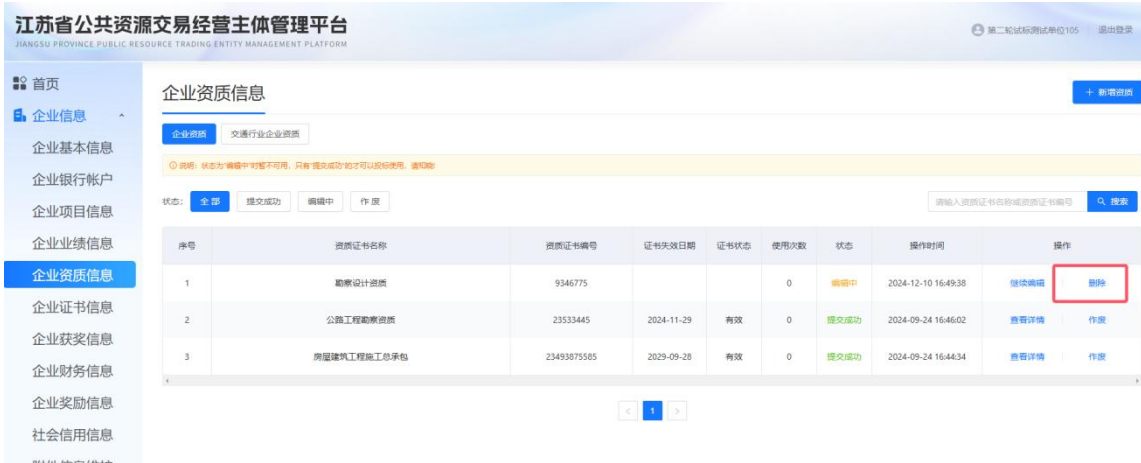 江苏省公共资源交易经营主体管理平台
JIANGSU PROVINCE PUBLIC RESOURCE TRADING ENTITY MANAGEMENT PLATFORM
第二轮试标测试单位105 退出登录
首页
企业信息
企业基本信息
企业银行帐户
企业项目信息
企业业绩信息
企业资质信息
企业证书信息
企业获奖信息
企业财务信息
企业奖励信息
社会信用信息
企业资质信息
+ 新增资质
企业资质 交通行业企业资质
说明：状态为"编辑中"时暂不可用，只有"提交成功"的才可以投标使用，请知晓!
状态： 全 部 提交成功 编辑中 作 废
请输入资质证书名称或资质证书编号 搜索
序号 资质证书名称 资质证书编号 证书失效日期 证书状态 使用次数 状态 操作时间 操作
1 勘察设计资质 9346775 0 编辑中 2024-12-10 16:49:38 继续编辑 删除
2 公路工程勘察资质 23533445 2024-11-29 有效 0 提交成功 2024-09-24 16:46:02 查看详情 作废
3 房屋建筑工程施工总承包 23493875585 2029-09-28 有效 0 提交成功 2024-09-24 16:44:34 查看详情 作废
< 1 >